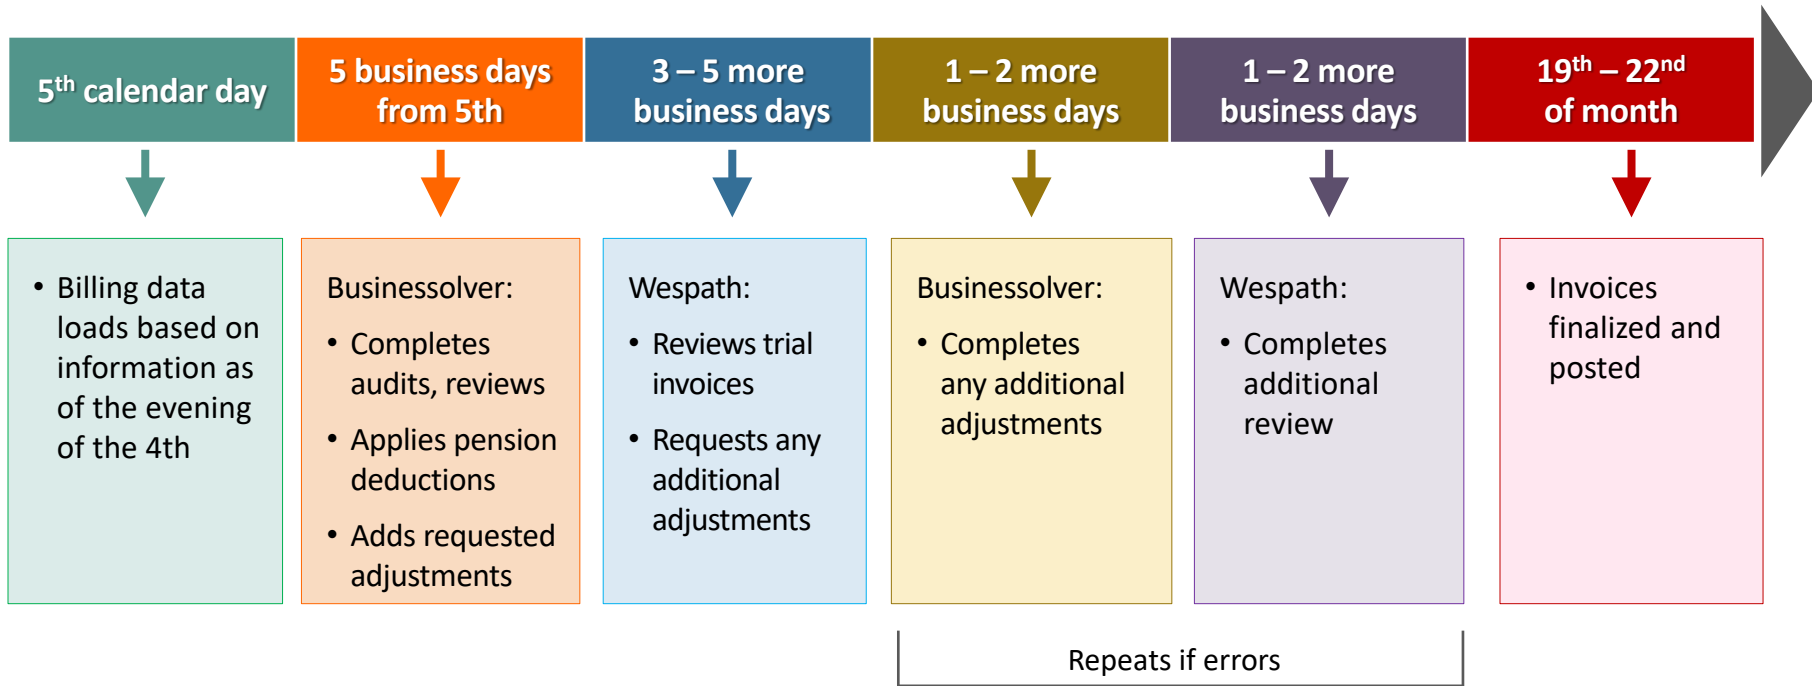 5th calendar day
5 business days
from 5th
3 – 5 more
business days
1 – 2 more
business days
1 – 2 more
business days
19th – 22nd
of month
• Billing data
loads based on
information as
of the evening
of the 4th
Businessolver:
• Completes
audits, reviews
• Applies pension
deductions
• Adds requested
adjustments
Wespath:
• Reviews trial
invoices
• Requests any
additional
adjustments
Businessolver:
• Completes
any additional
adjustments
Wespath:
• Completes
additional
review
• Invoices
finalized and
posted
Repeats if errors